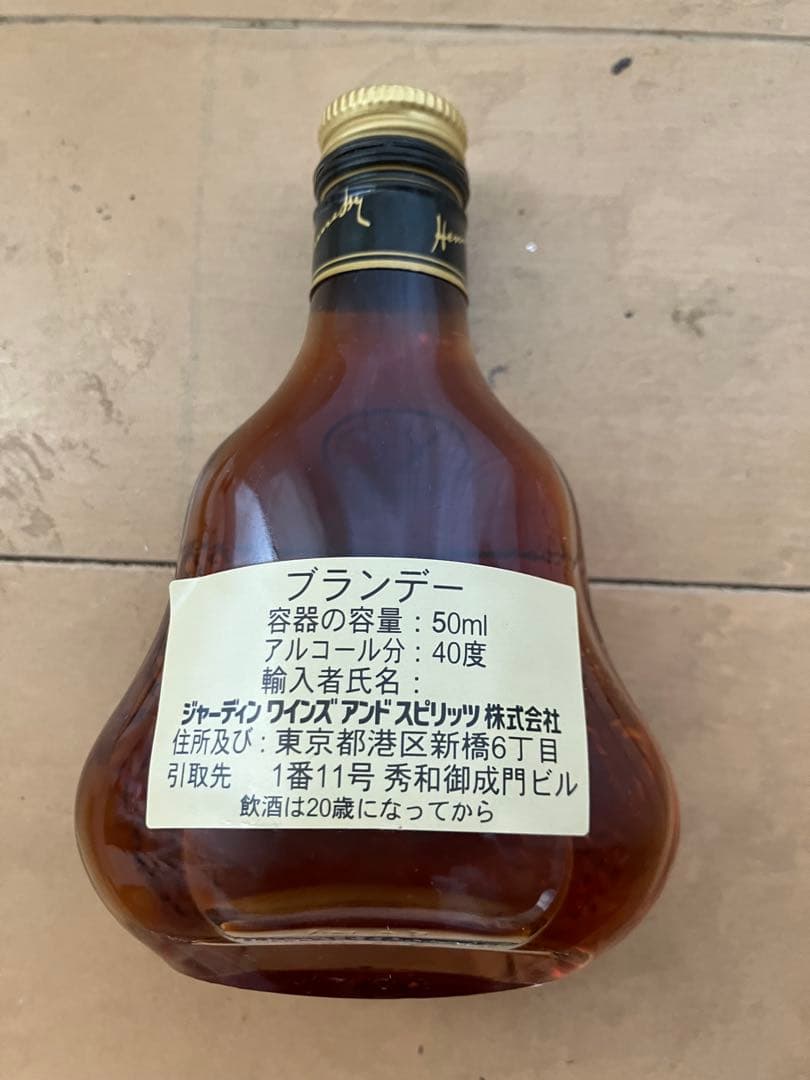 ブランデー
容器の容量：50ml
アルコール分：40度
輸入者氏名：
ジャーディン ワインズ アンド スピリッツ 株式会社
住所及び：東京都港区新橋6丁目
引取先 1番11号 秀和御成門ビル
飲酒は20歳になってから